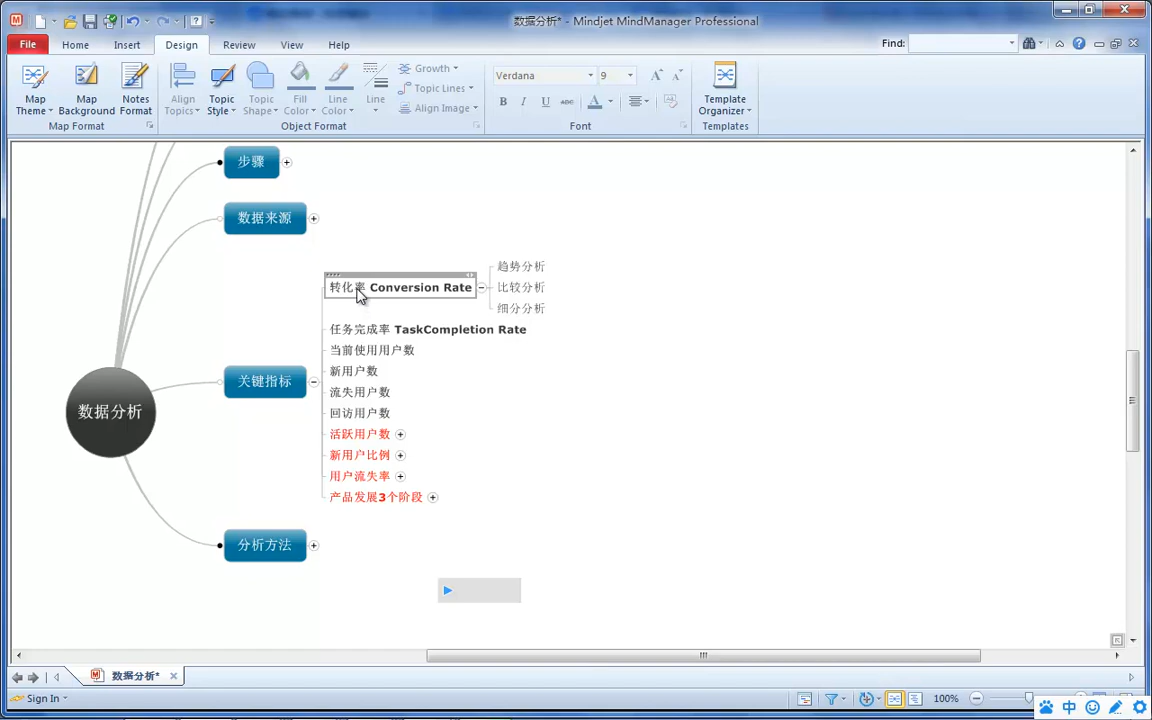 数据分析* - Mindjet MindManager Professional
File Home Insert Design Review View Help Find:
Map Theme
Map Background
Notes Format
Map Format
Align Topics
Topic Style
Topic Shape
Fill Color
Line Color
Line
Growth
Topic Lines
Align Image
Object Format
Verdana 9
B I U ABC A
Font
Template Organizer
Templates
步骤
数据来源
转化率 Conversion Rate
趋势分析
比较分析
细分分析
任务完成率 TaskCompletion Rate
当前使用用户数
新用户数
流失用户数
回访用户数
活跃用户数
新用户比例
用户流失率
产品发展3个阶段
关键指标
数据分析
分析方法
数据分析*
Sign In 100% 中